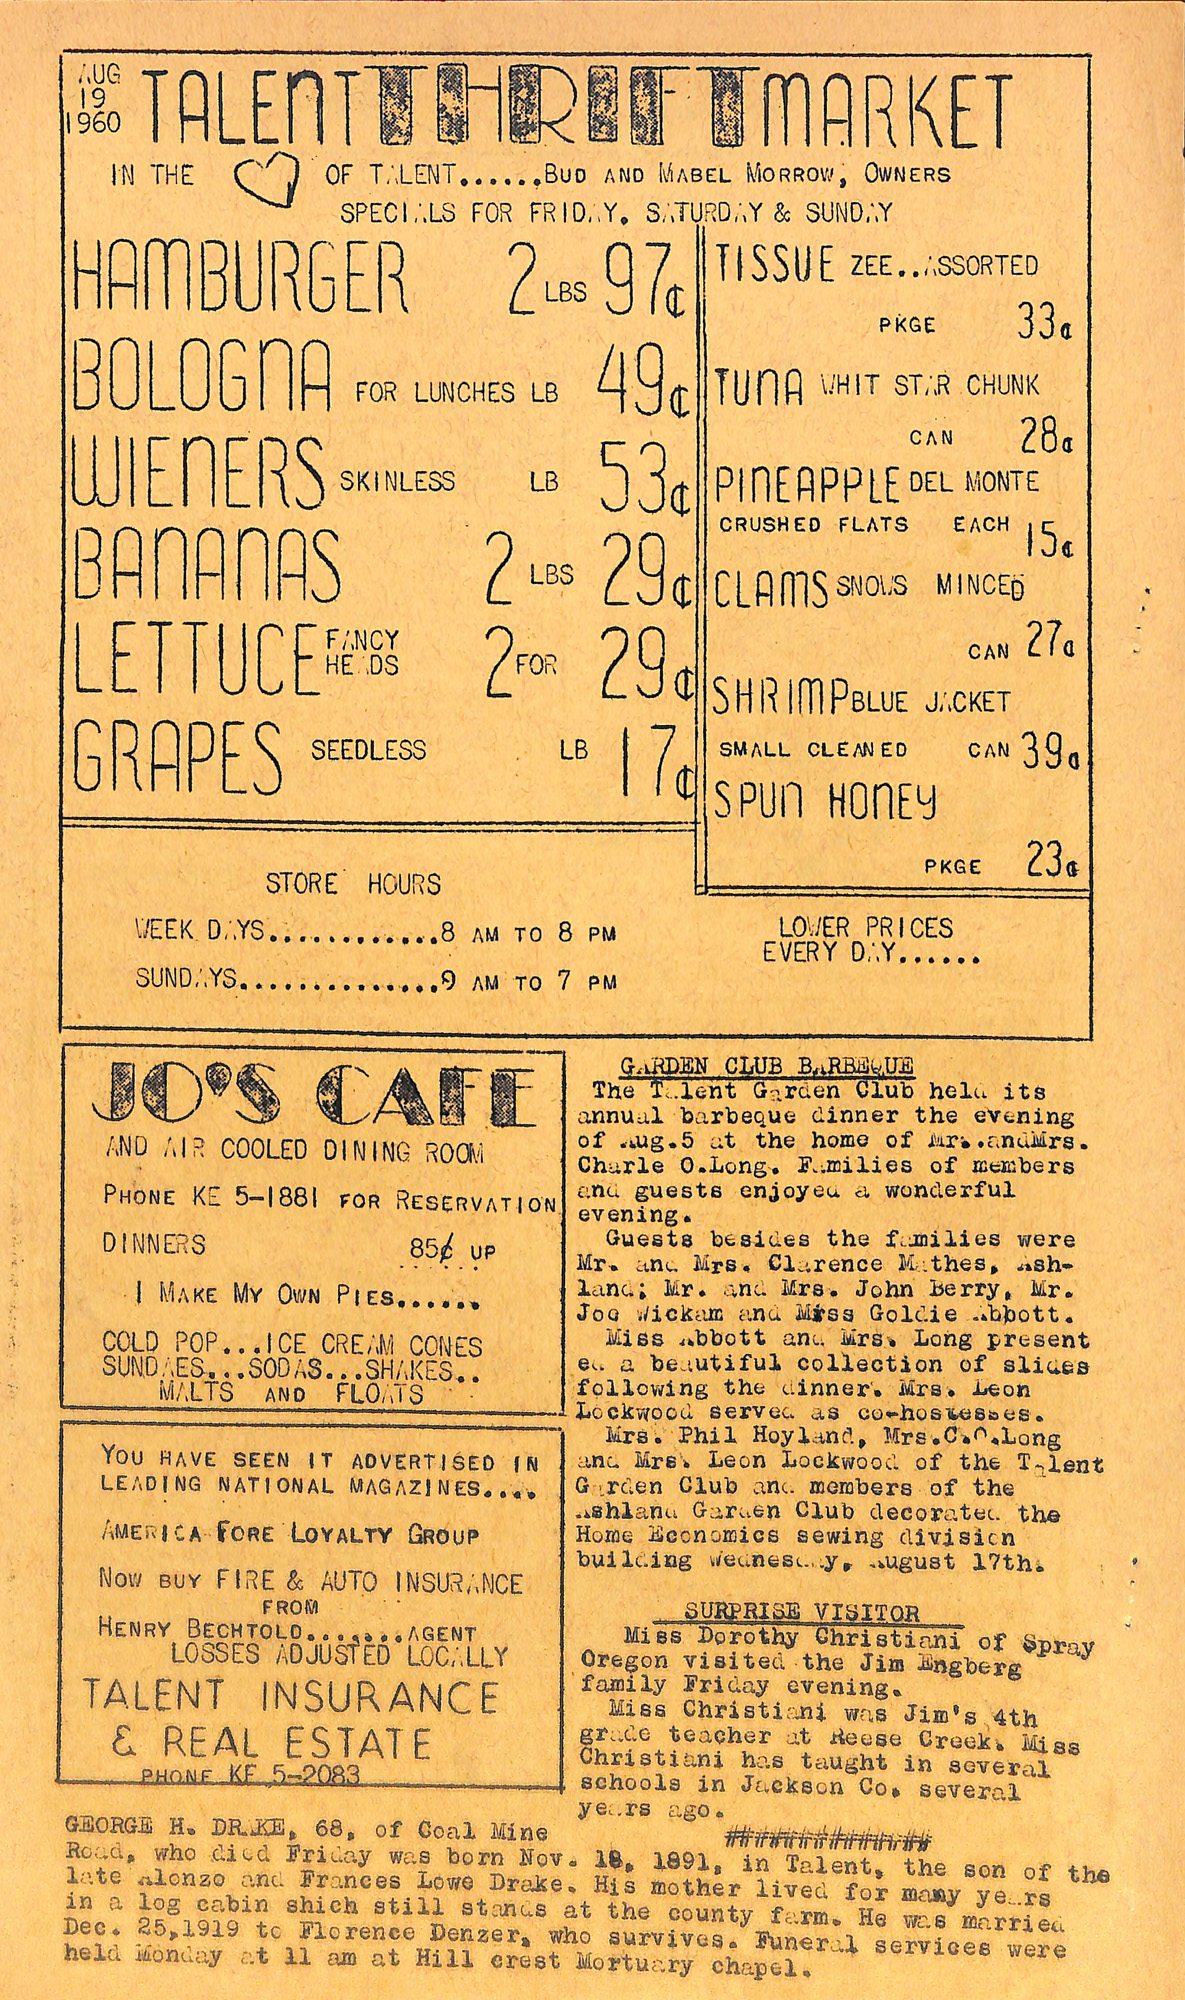 AUG
19
1960
TALENT THRIFT MARKET
IN THE OF TALENT......BUD AND MABEL MORROW, OWNERS
SPECIALS FOR FRIDAY, SATURDAY & SUNDAY
HAMBURGER 2 LBS 97¢
BOLOGNA FOR LUNCHES LB 49¢
WIENERS SKINLESS LB 53¢
BANANAS 2 LBS 29¢
LETTUCE FANCY HEADS 2 FOR 29¢
GRAPES SEEDLESS LB 17¢
TISSUE ZEE..ASSORTED
PKGE 33¢
TUNA WHIT STAR CHUNK
CAN 28¢
PINEAPPLE DEL MONTE
CRUSHED FLATS EACH 15¢
CLAMS SNOWS MINCED
CAN 27¢
SHRIMP BLUE JACKET
SMALL CLEANED CAN 39¢
SPUN HONEY
PKGE 23¢
STORE HOURS
WEEK DAYS............8 AM TO 8 PM
SUNDAYS..............9 AM TO 7 PM
LOWER PRICES
EVERY DAY......
JO'S CAFE
AND AIR COOLED DINING ROOM
PHONE KE 5-1881 FOR RESERVATION
DINNERS 85¢ UP
I MAKE MY OWN PIES......
COLD POP...ICE CREAM CONES
SUNDAES...SODAS...SHAKES..
MALTS AND FLOATS
YOU HAVE SEEN IT ADVERTISED IN
LEADING NATIONAL MAGAZINES....
AMERICA FORE LOYALTY GROUP
NOW BUY FIRE & AUTO INSURANCE
FROM
HENRY BECHTOLD.......AGENT
LOSSES ADJUSTED LOCALLY
TALENT INSURANCE
& REAL ESTATE
PHONE KE 5-2083
GARDEN CLUB BARBEQUE
The Talent Garden Club held its
annual barbeque dinner the evening
of Aug.5 at the home of Mr..andMrs.
Charle O.Long. Families of members
and guests enjoyed a wonderful
evening.
Guests besides the families were
Mr. and Mrs. Clarence Mathes, Ash-
land; Mr. and Mrs. John Berry, Mr.
Joe Wickam and Miss Goldie Abbott.
Miss Abbott and Mrs. Long present
ed a beautiful collection of slides
following the dinner. Mrs. Leon
Lockwood served as co-hostesses.
Mrs. Phil Hoyland, Mrs.C.O.Long
and Mrs. Leon Lockwood of the Talent
Garden Club and members of the
Ashland Garden Club decorated the
Home Economics sewing division
building Wednesday, August 17th.
SURPRISE VISITOR
Miss Dorothy Christiani of Spray
Oregon visited the Jim Engberg
family Friday evening.
Miss Christiani was Jim's 4th
grade teacher at Reese Creek. Miss
Christiani has taught in several
schools in Jackson Co. several
years ago.
##############
GEORGE H. DRAKE, 68, of Coal Mine
Road, who died Friday was born Nov. 18, 1891, in Talent, the son of the
late Alonzo and Frances Lowe Drake. His mother lived for many years
in a log cabin shich still stands at the county farm. He was married
Dec. 25,1919 to Florence Denzer, who survives. Funeral services were
held Monday at 11 am at Hill crest Mortuary chapel.